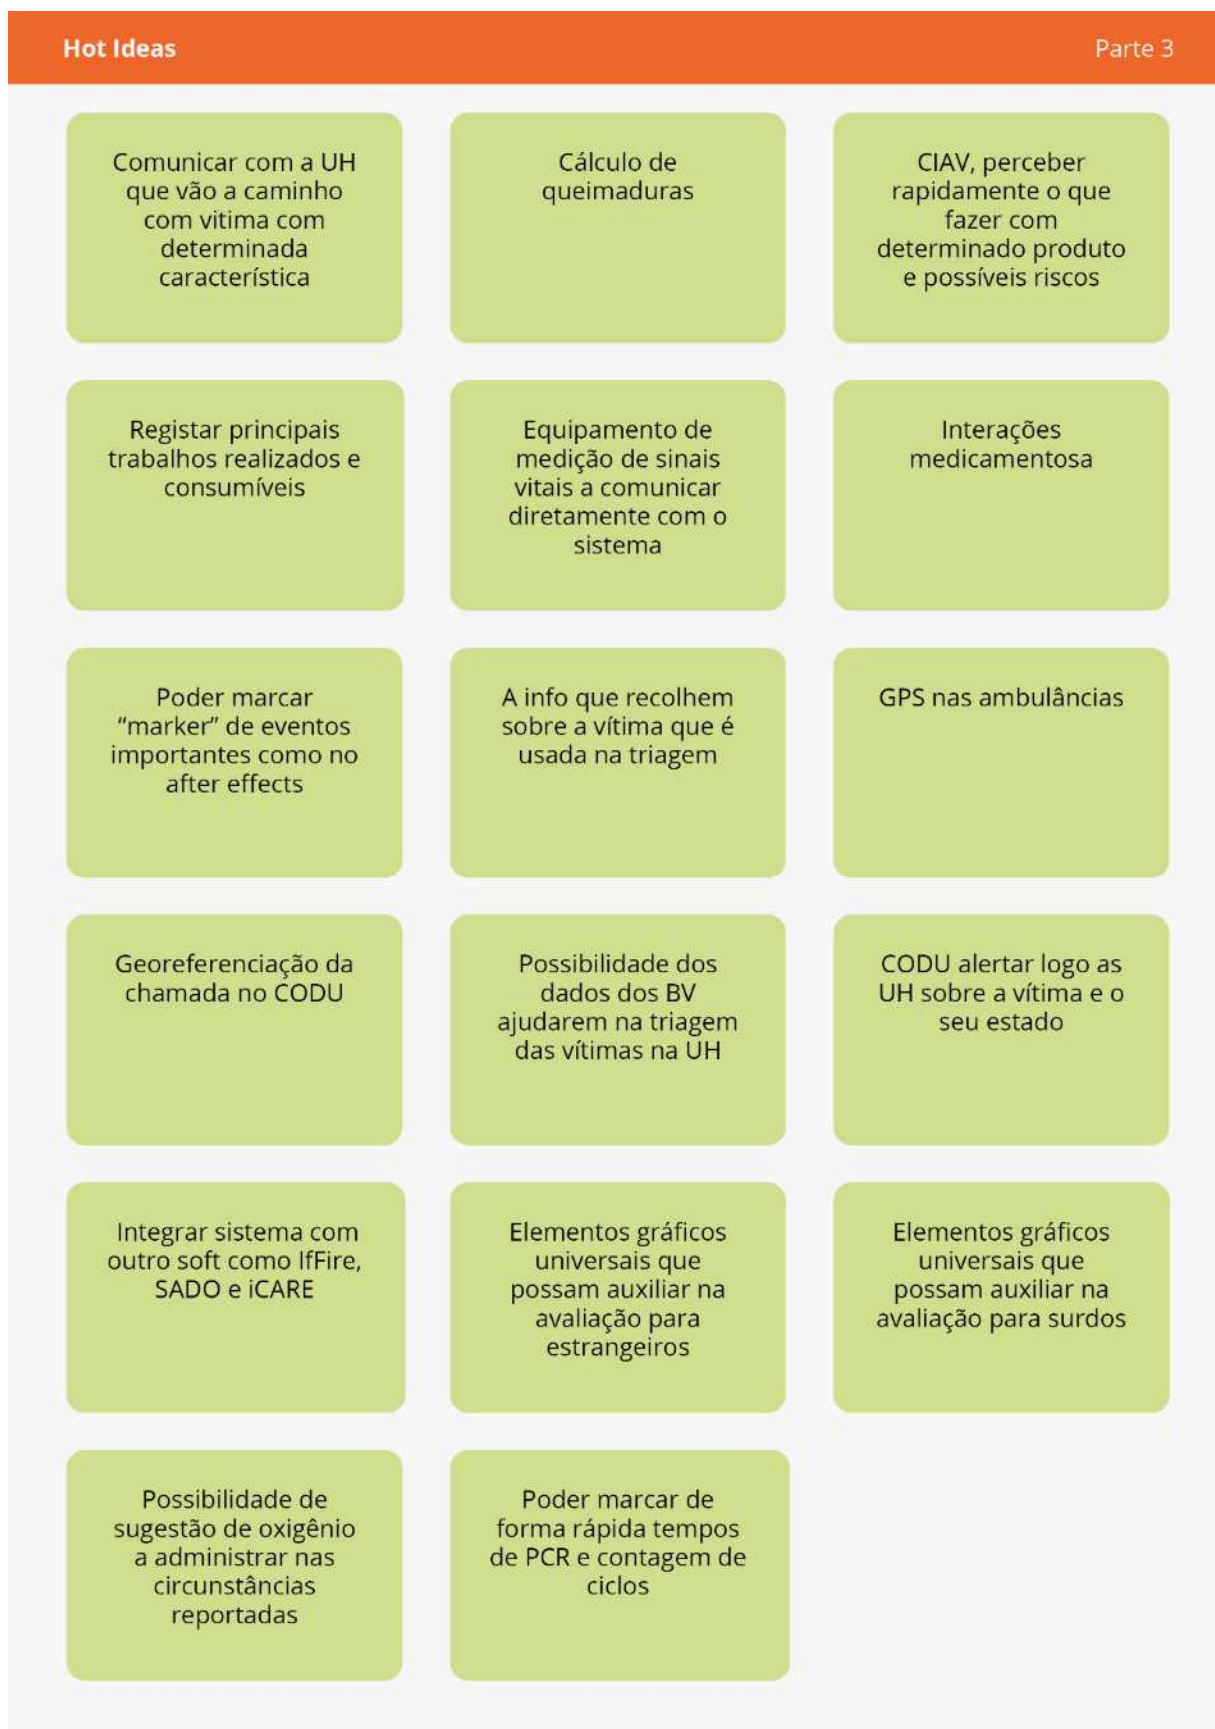 Hot Ideas
Parte 3
Comunicar com a UH
que vão a caminho
com vitima com
determinada
característica
Cálculo de
queimaduras
CIAV, perceber
rapidamente o que
fazer com
determinado produto
e possíveis riscos
Registar principais
trabalhos realizados e
consumíveis
Equipamento de
medição de sinais
vitais a comunicar
diretamente com o
sistema
Interações
medicamentosa
Poder marcar
“marker” de eventos
importantes como no
after effects
A info que recolhem
sobre a vítima que é
usada na triagem
GPS nas ambulâncias
Georeferenciação da
chamada no CODU
Possibilidade dos
dados dos BV
ajudarem na triagem
das vítimas na UH
CODU alertar logo as
UH sobre a vítima e o
seu estado
Integrar sistema com
outro soft como IfFire,
SADO e iCARE
Elementos gráficos
universais que
possam auxiliar na
avaliação para
estrangeiros
Elementos gráficos
universais que
possam auxiliar na
avaliação para surdos
Possibilidade de
sugestão de oxigênio
a administrar nas
circunstâncias
reportadas
Poder marcar de
forma rápida tempos
de PCR e contagem de
ciclos